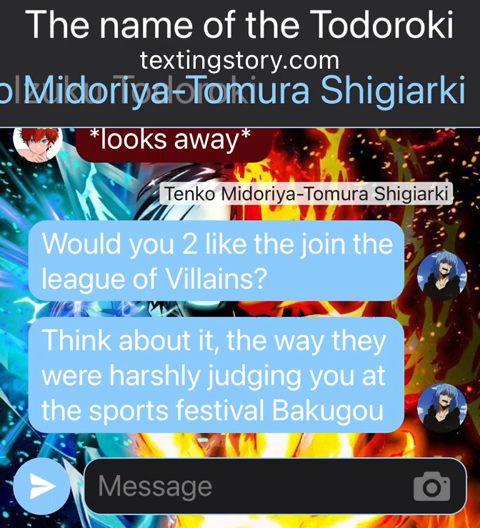 The name of the Todoroki
textingstory.com
o Midoriya-Tomura Shigiarki
Izuku Todoroki
*looks away*
Tenko Midoriya-Tomura Shigiarki
Would you 2 like the join the
league of Villains?
Think about it, the way they
were harshly judging you at
the sports festival Bakugou
Message